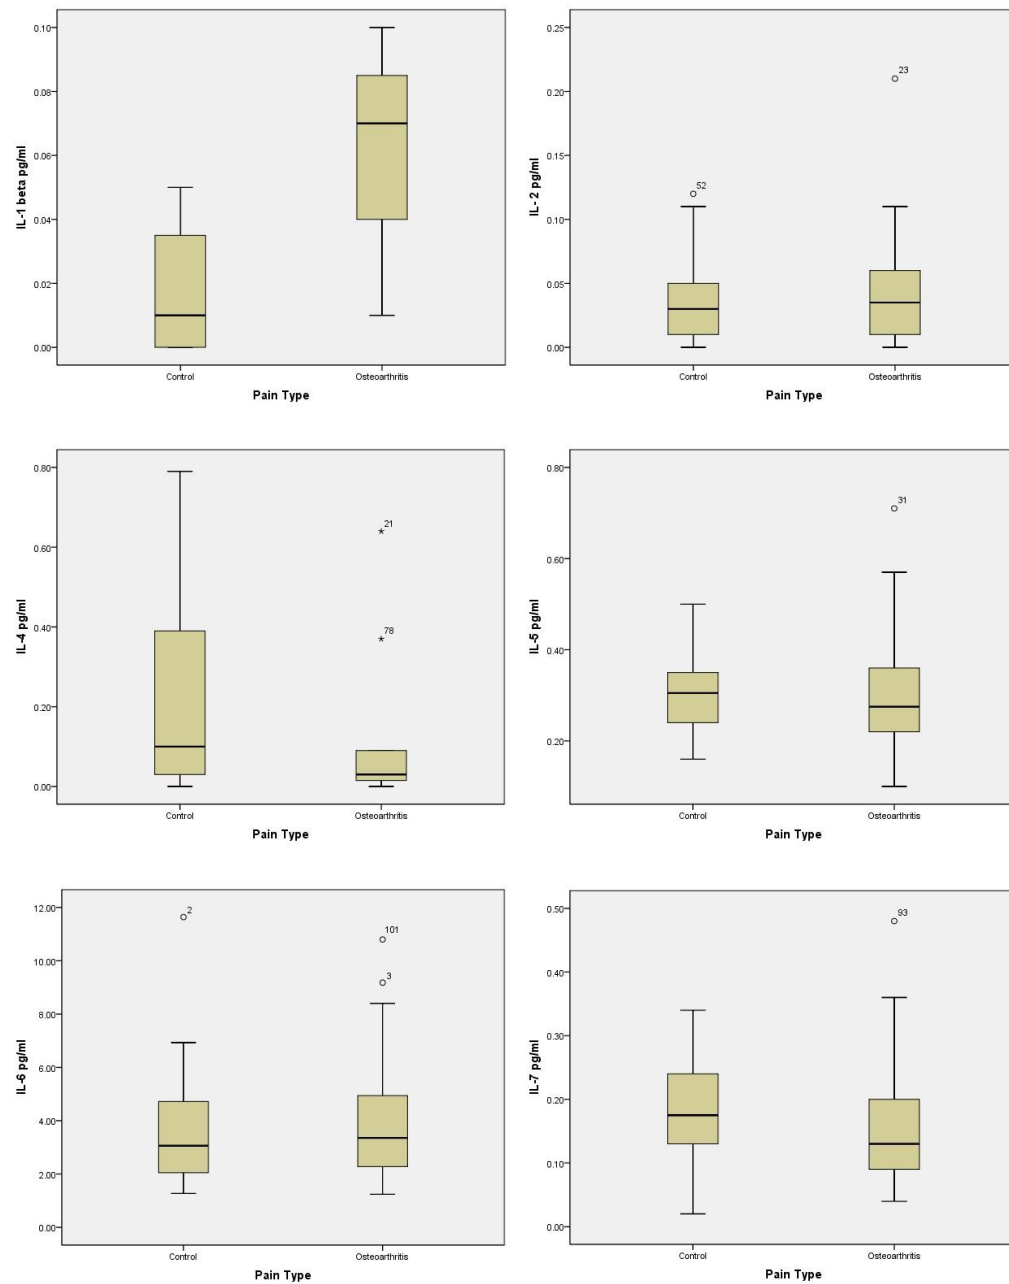 0.10
0.08
0.06
0.04
0.02
0.00
IL-1 beta pg/ml
Control
Osteoarthritis
Pain Type
0.25
0.20
0.15
0.10
0.05
0.00
IL- 2 pg/ml
52
23
Control
Osteoarthritis
Pain Type
0.80
0.60
0.40
0.20
0.00
IL-4 pg/ml
21
78
Control
Osteoarthritis
Pain Type
0.80
0.60
0.40
0.20
IL-5 pg/ml
31
Control
Osteoarthritis
Pain Type
12.00
10.00
8.00
6.00
4.00
2.00
0.00
IL-6 pg/ml
2
101
3
Control
Osteoarthritis
Pain Type
0.50
0.40
0.30
0.20
0.10
0.00
IL-7 pg/ml
93
Control
Osteoarthritis
Pain Type